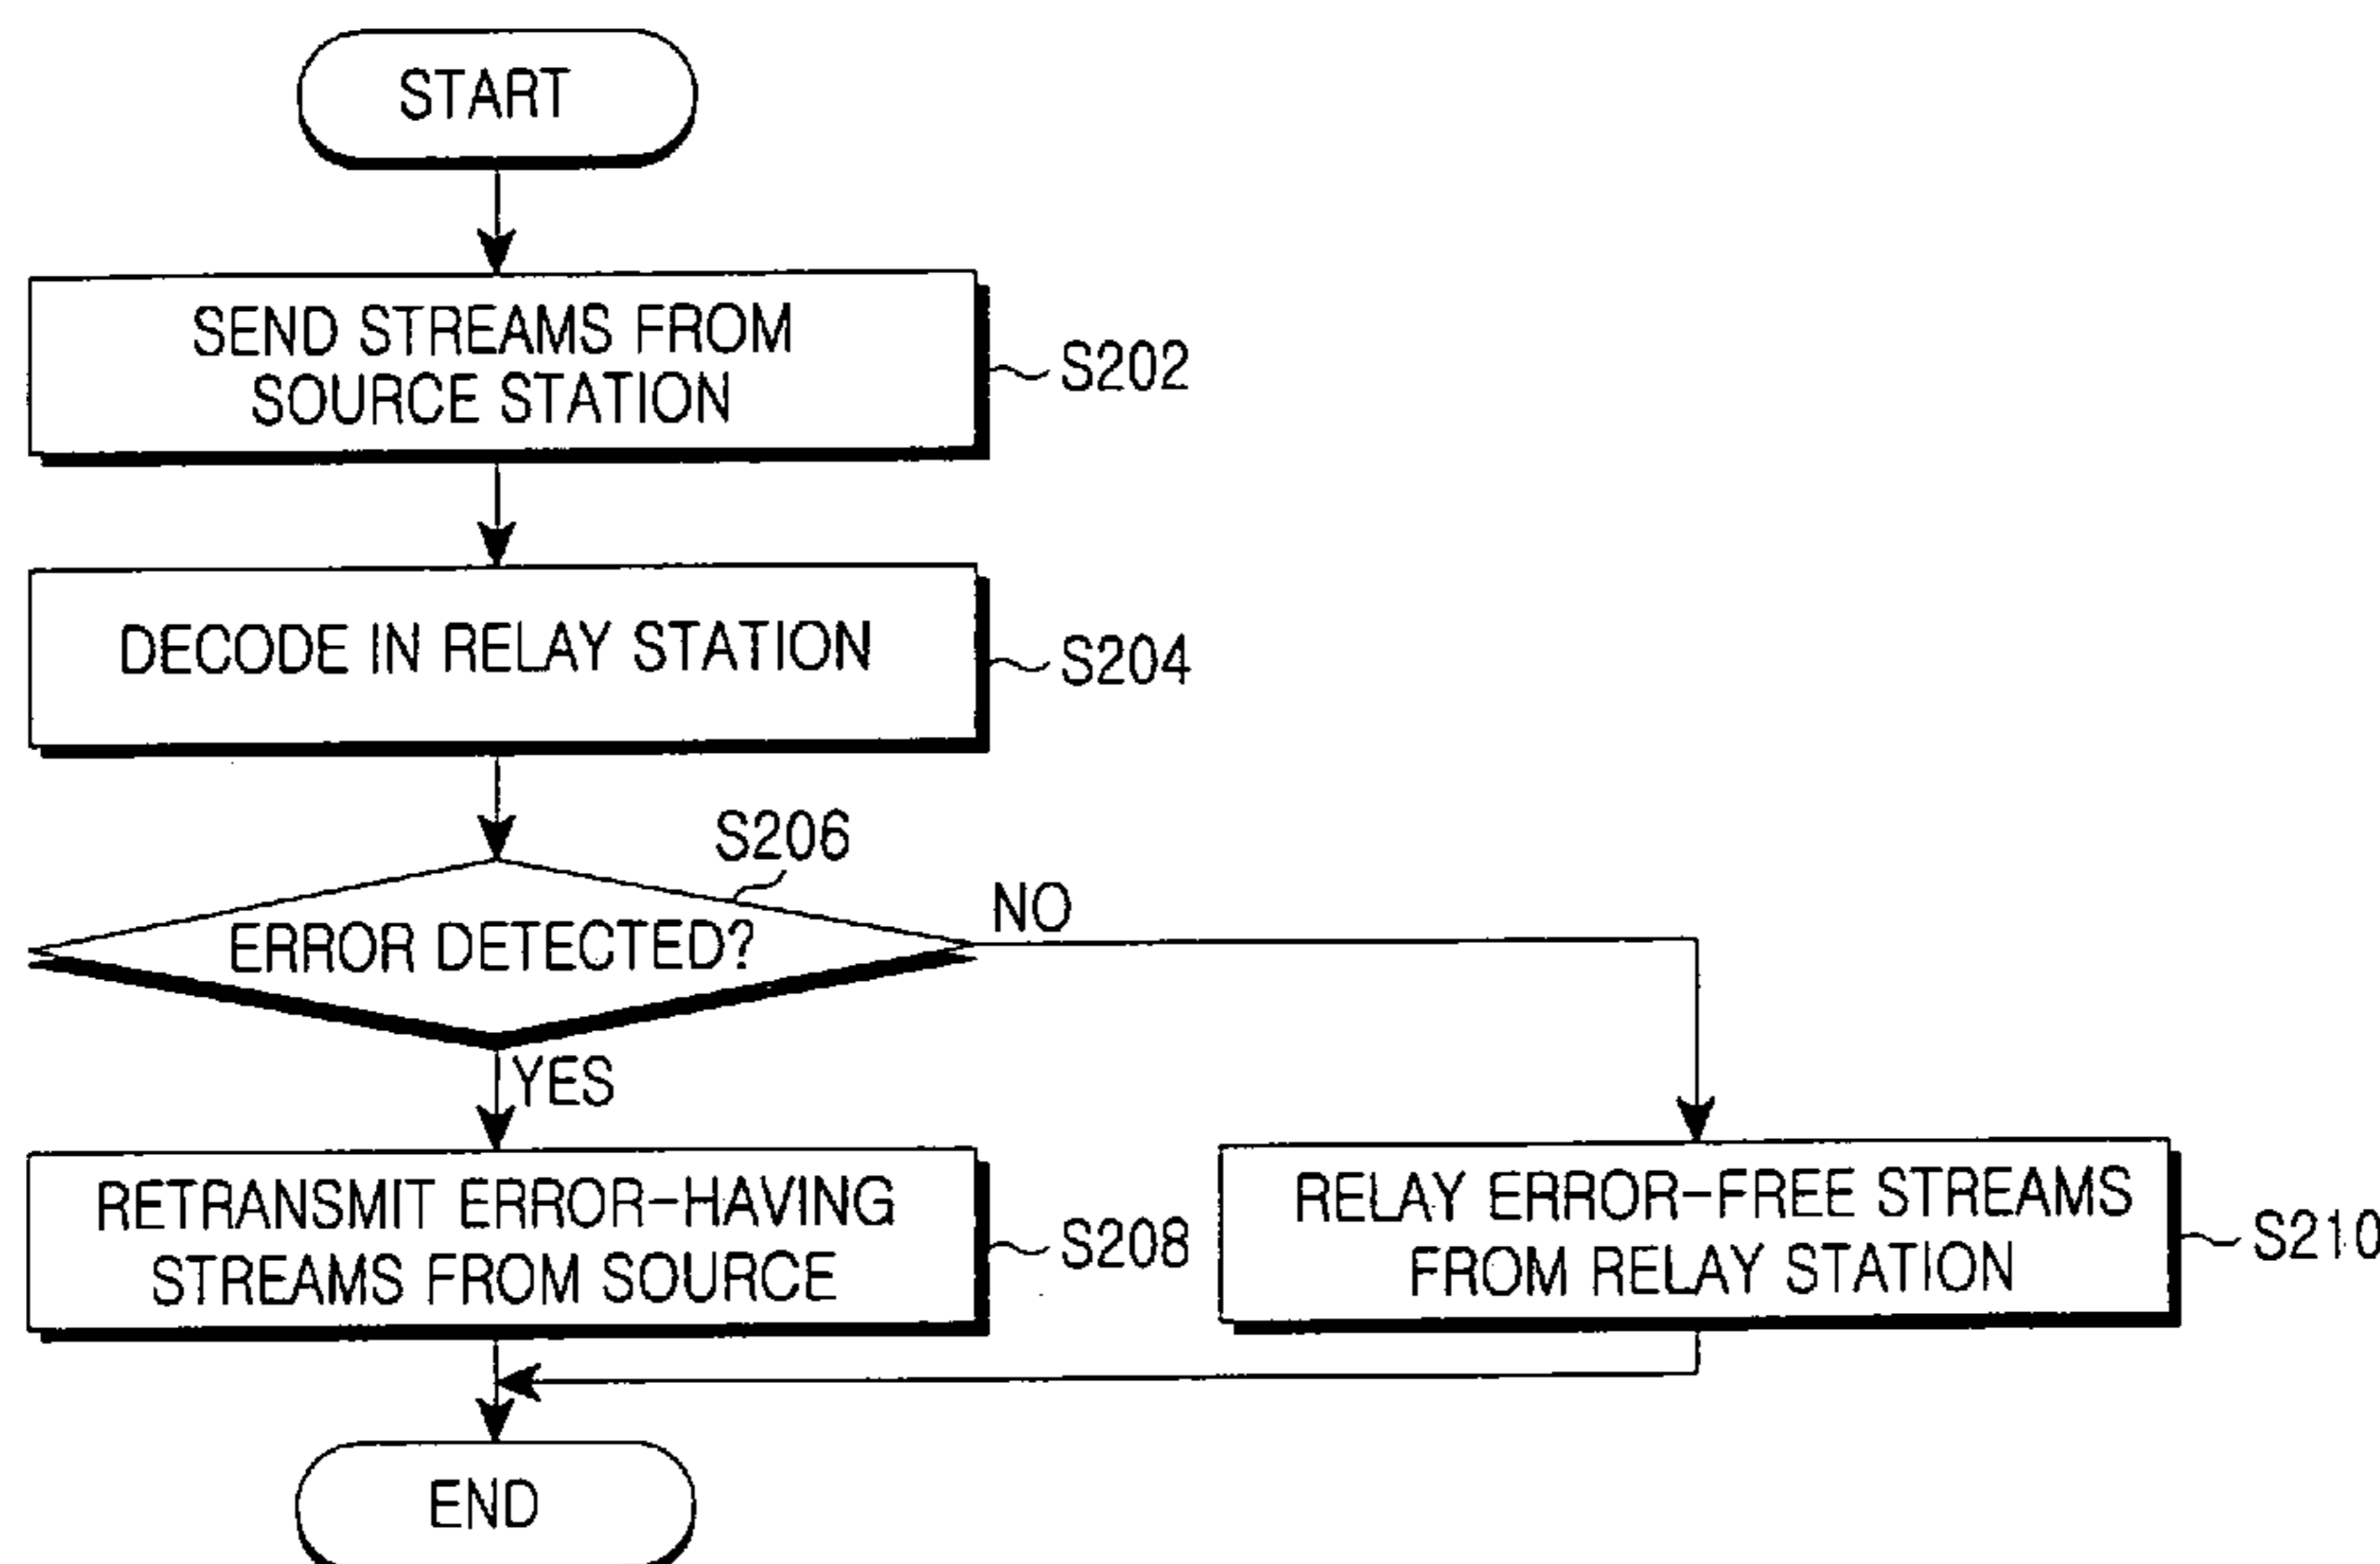 START
SEND STREAMS FROM
SOURCE STATION
S202
DECODE IN RELAY STATION
S204
S206
ERROR DETECTED?
NO
YES
RETRANSMIT ERROR-HAVING
STREAMS FROM SOURCE
S208
RELAY ERROR-FREE STREAMS
FROM RELAY STATION
S210
END